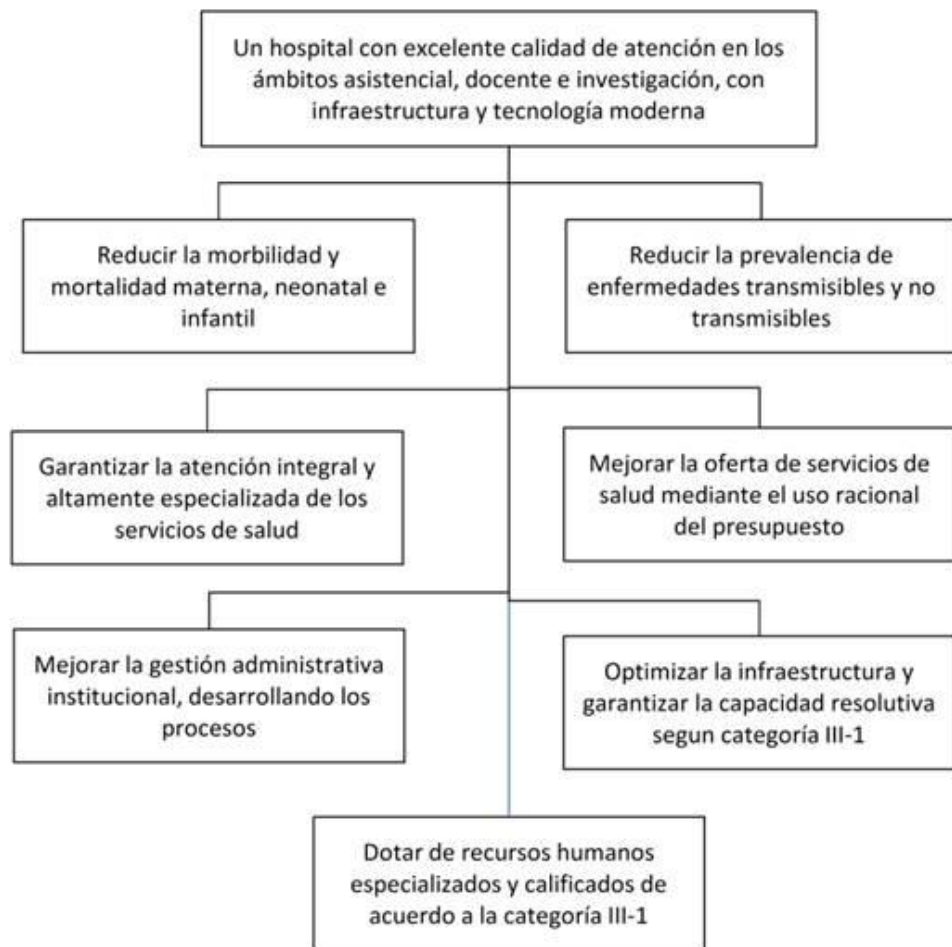 Un hospital con excelente calidad de atención en los
ámbitos asistencial, docente e investigación, con
infraestructura y tecnología moderna
Reducir la morbilidad y
mortalidad materna, neonatal e
infantil
Reducir la prevalencia de
enfermedades transmisibles y no
transmisibles
Garantizar la atención integral y
altamente especializada de los
servicios de salud
Mejorar la oferta de servicios de
salud mediante el uso racional
del presupuesto
Mejorar la gestión administrativa
institucional, desarrollando los
procesos
Optimizar la infraestructura y
garantizar la capacidad resolutiva
segun categoría III-1
Dotar de recursos humanos
especializados y calificados de
acuerdo a la categoría III-1